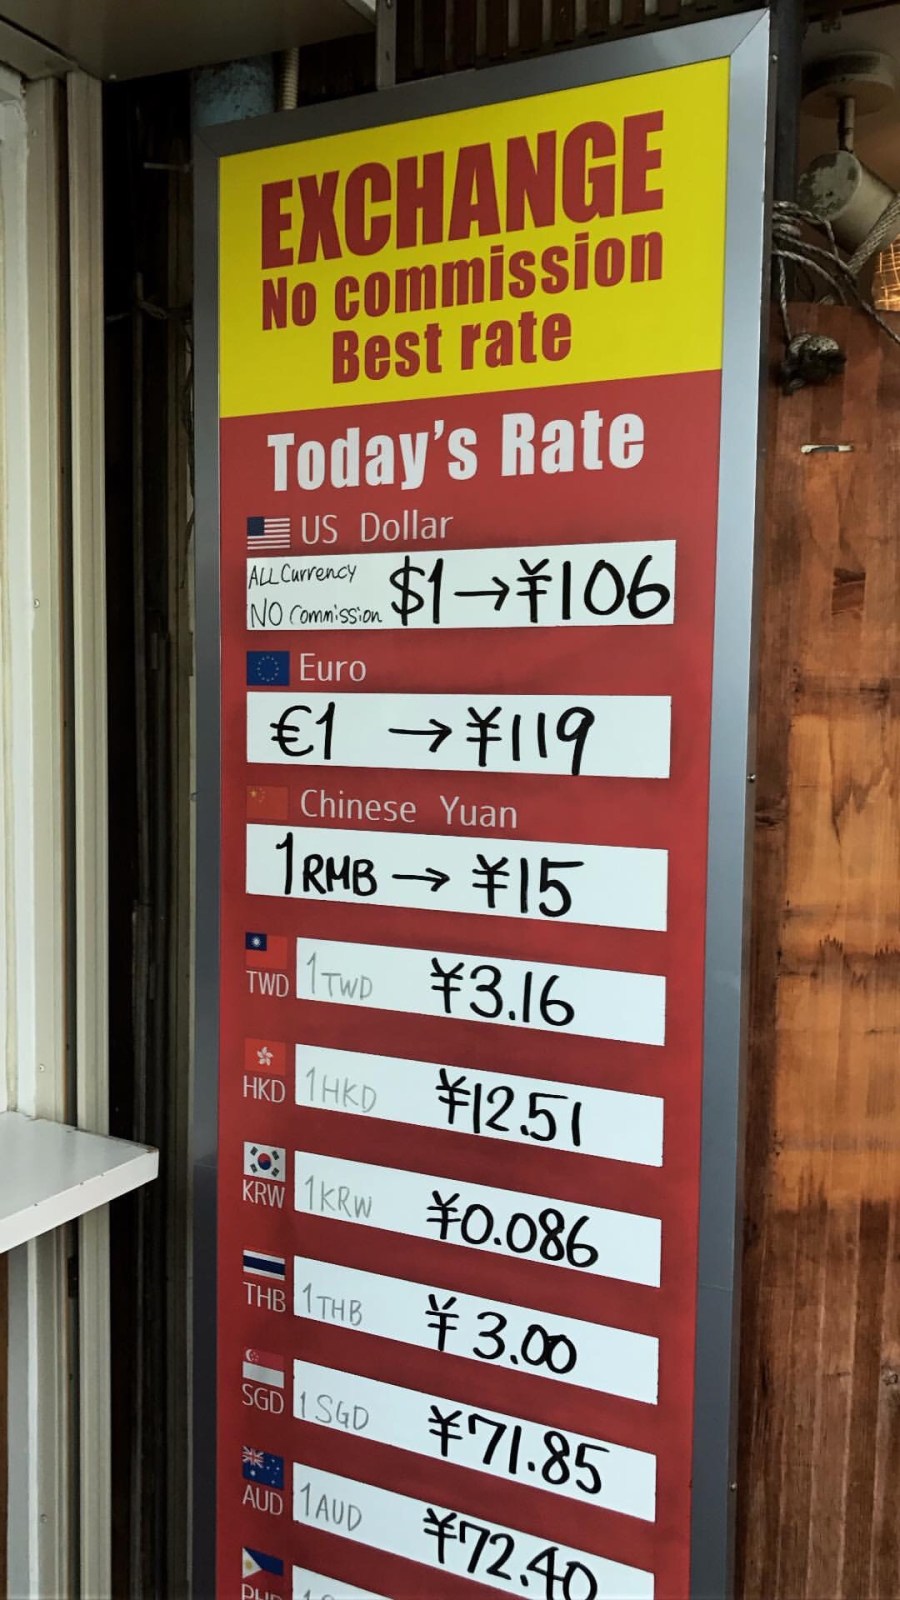 EXCHANGE
No commission
Best rate
Today's Rate
US Dollar
ALL Currency
NO Commission
$1→¥106
Euro
€1 →¥119
Chinese Yuan
1RMB → ¥15
TWD 1TWD ¥3.16
HKD 1HKD ¥12.51
KRW 1KRW ¥0.086
THB 1THB ¥3.00
SGD 1SGD ¥71.85
AUD 1AUD ¥72.40